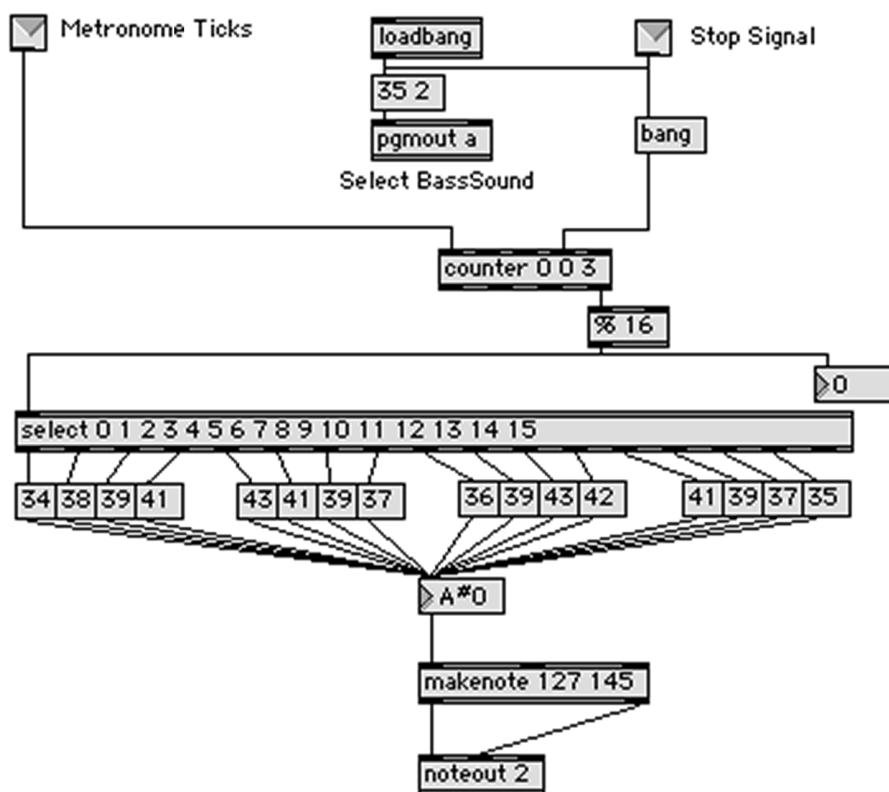 Metronome Ticks
loadbang
Stop Signal
35 2
pgmout a
bang
Select BassSound
counter 0 0 3
% 16
0
select 0 1 2 3 4 5 6 7 8 9 10 11 12 13 14 15
34 38 39 41 43 41 39 37 36 39 43 42 41 39 37 35
A#0
makenote 127 145
noteout 2